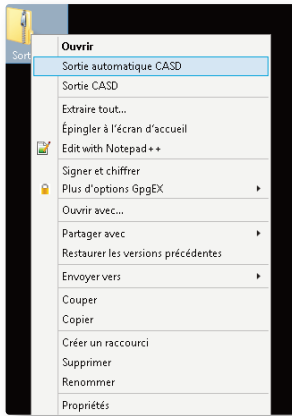 Sort
Ouvrir
Sortie automatique CASD
Sortie CASD
Extraire tout...
Épingler à l'écran d'accueil
Edit with Notepad++
Signer et chiffrer
Plus d'options GpgEX
Ouvrir avec...
Partager avec
Restaurer les versions précédentes
Envoyer vers
Couper
Copier
Créer un raccourci
Supprimer
Renommer
Propriétés